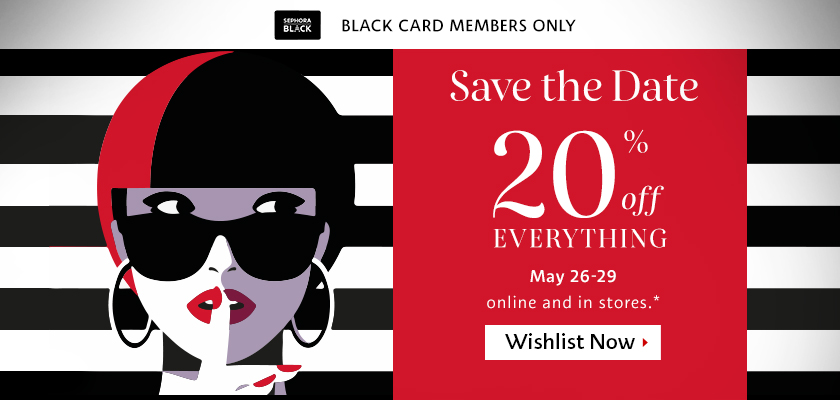 SEPHORA
BLACK
BLACK CARD MEMBERS ONLY
Save the Date
20%
off
EVERYTHING
May 26-29
online and in stores.*
Wishlist Now